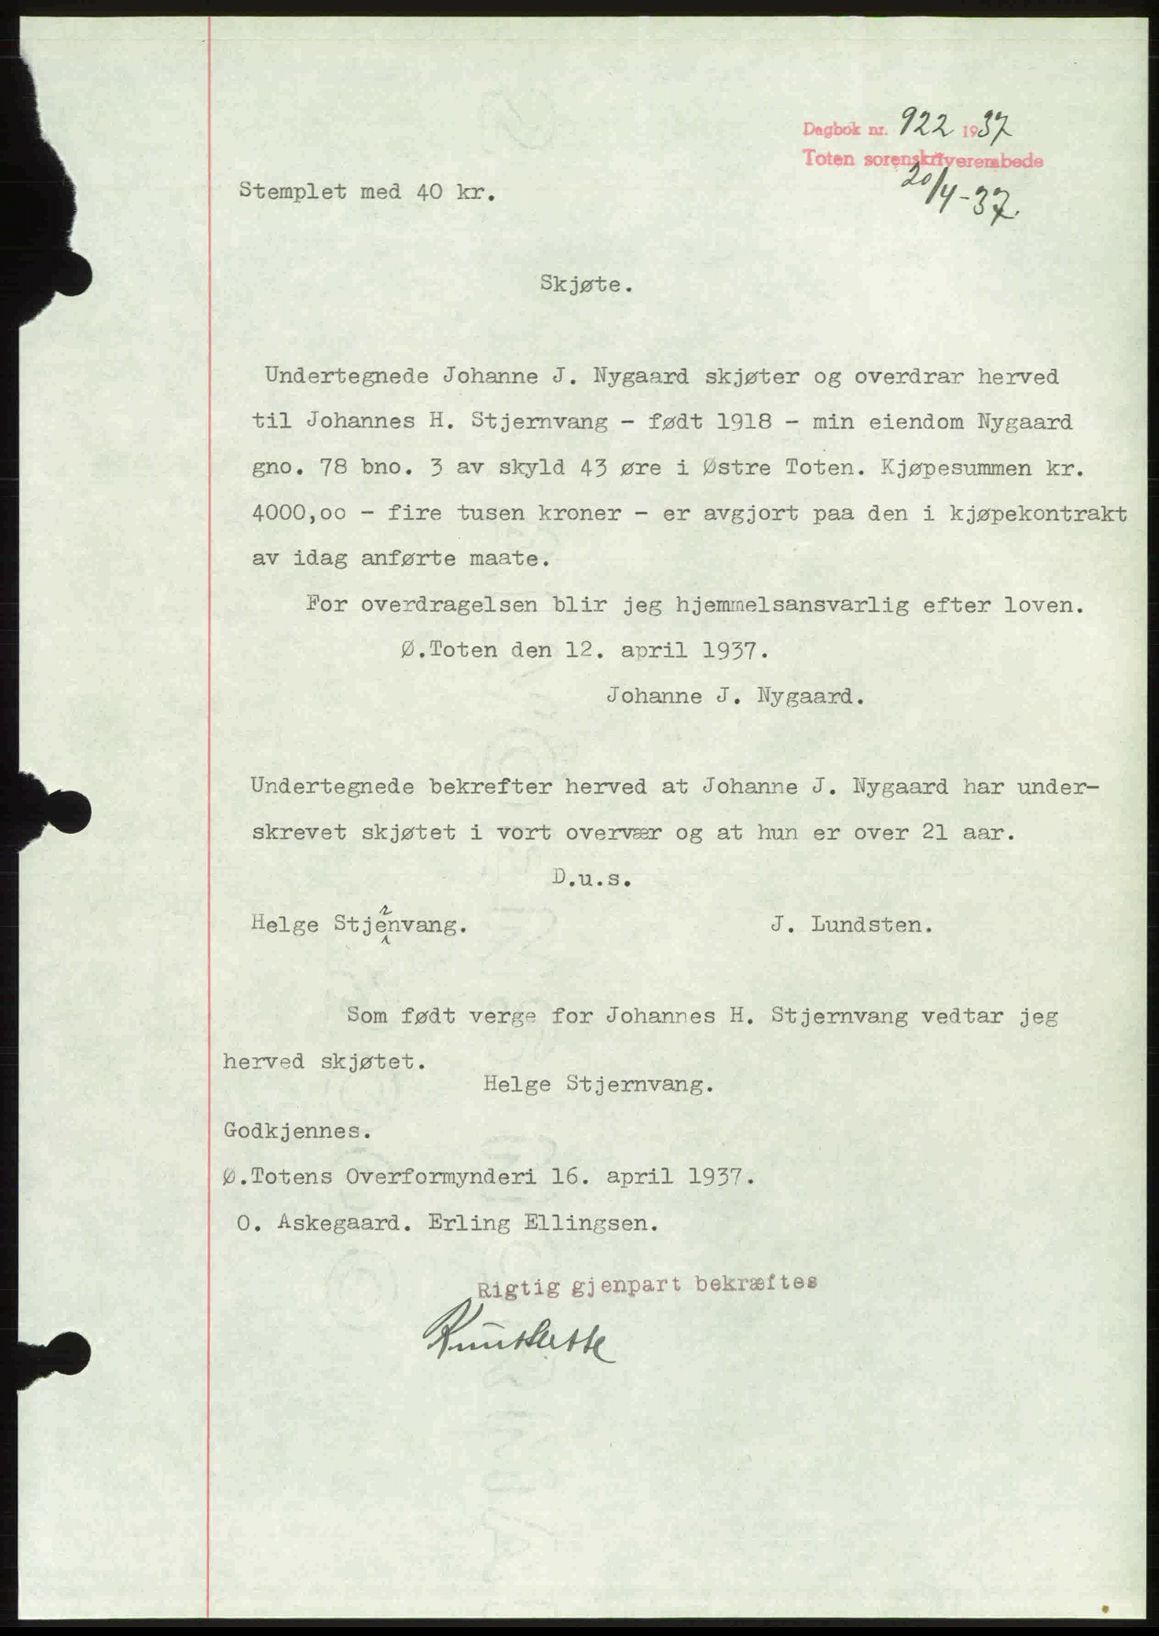 Dagbok nr. 922 1937
Toten sorenskriverembede
20/4-37.
Stemplet med 40 kr.
Skjøte.
Undertegnede Johanne J. Nygaard skjøter og overdrar herved
til Johannes H. Stjernvang - født 1918 - min eiendom Nygaard
gno. 78 bno. 3 av skyld 43 øre i Østre Toten. Kjøpesummen kr.
4000,oo - fire tusen kroner - er avgjort paa den i kjøpekontrakt
av idag anførte maate.
For overdragelsen blir jeg hjemmelsansvarlig efter loven.
Ø.Toten den 12. april 1937.
Johanne J. Nygaard.
Undertegnede bekrefter herved at Johanne J. Nygaard har under-
skrevet skjøtet i vort overvær og at hun er over 21 aar.
D.u.s.
Helge Stjernvang. J. Lundsten.
Som født verge for Johannes H. Stjernvang vedtar jeg
herved skjøtet.
Helge Stjernvang.
Godkjennes.
Ø.Totens Overformynderi 16. april 1937.
O. Askegaard. Erling Ellingsen.
Rigtig gjenpart bekræftes